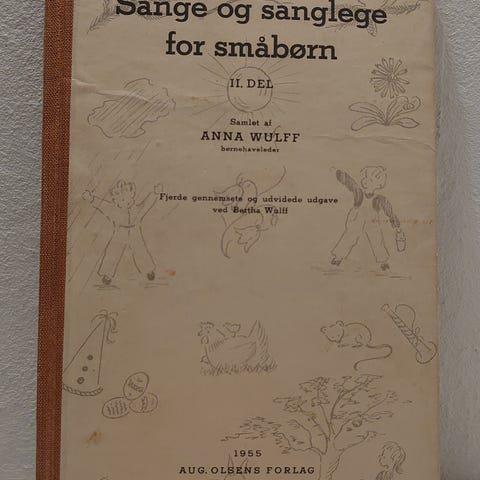 Sange og sanglege
for småbørn
II. DEL
Samlet af
ANNA WULFF
børnehaveleder
Fjerde gennemsete og udvidede udgave
ved Bertha Wulff
1955
AUG. OLSENS FORLAG